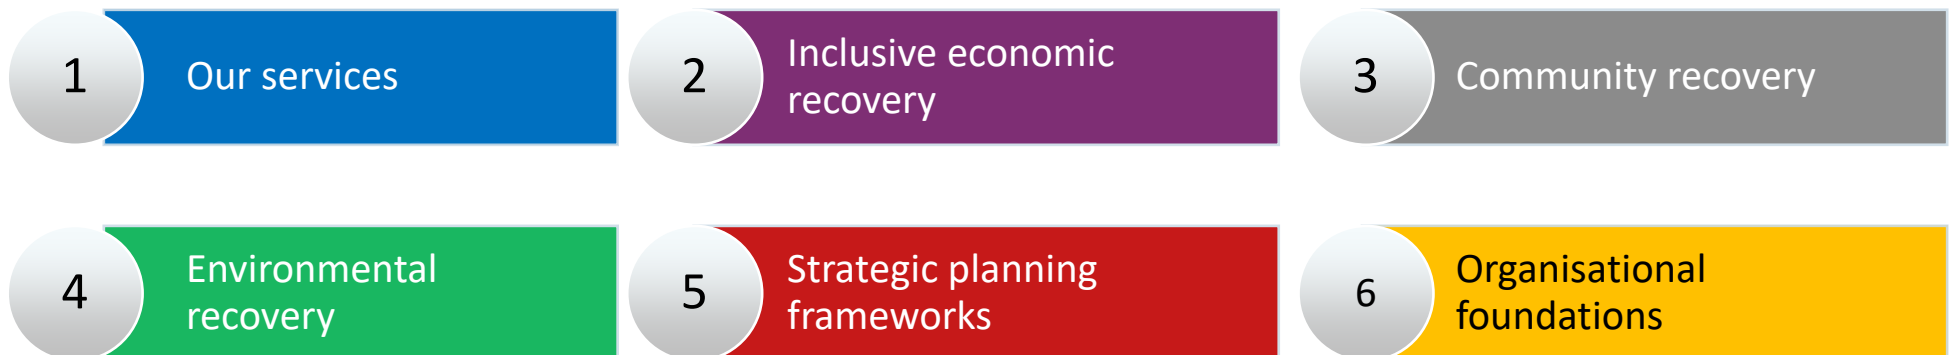 1
Our services
2
Inclusive economic
recovery
3
Community recovery
4
Environmental
recovery
5
Strategic planning
frameworks
6
Organisational
foundations